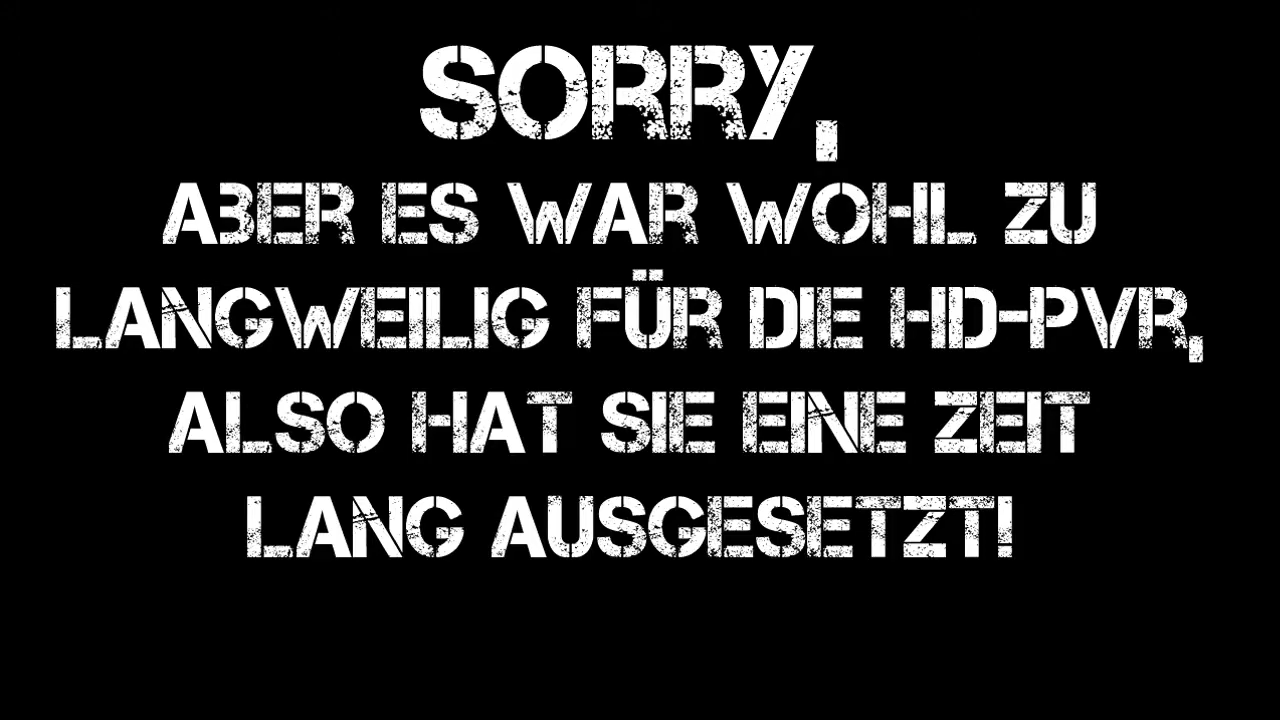 SORRY,
ABER ES WAR WOHL ZU
LANGWEILIG FÜR DIE HD-PVR,
ALSO HAT SIE EINE ZEIT
LANG AUSGESETZT!